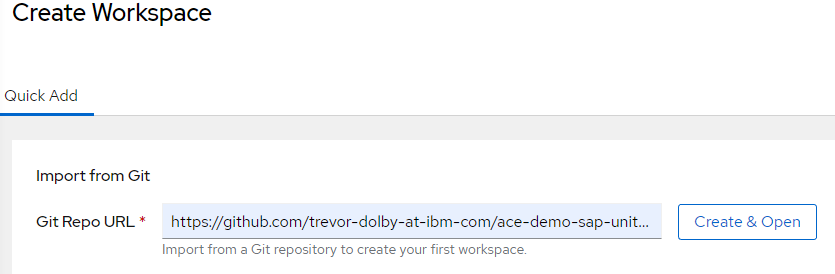 Create Workspace
Quick Add
Import from Git
Git Repo URL * https://github.com/trevor-dolby-at-ibm-com/ace-demo-sap-unit... Create & Open
Import from a Git repository to create your first workspace.